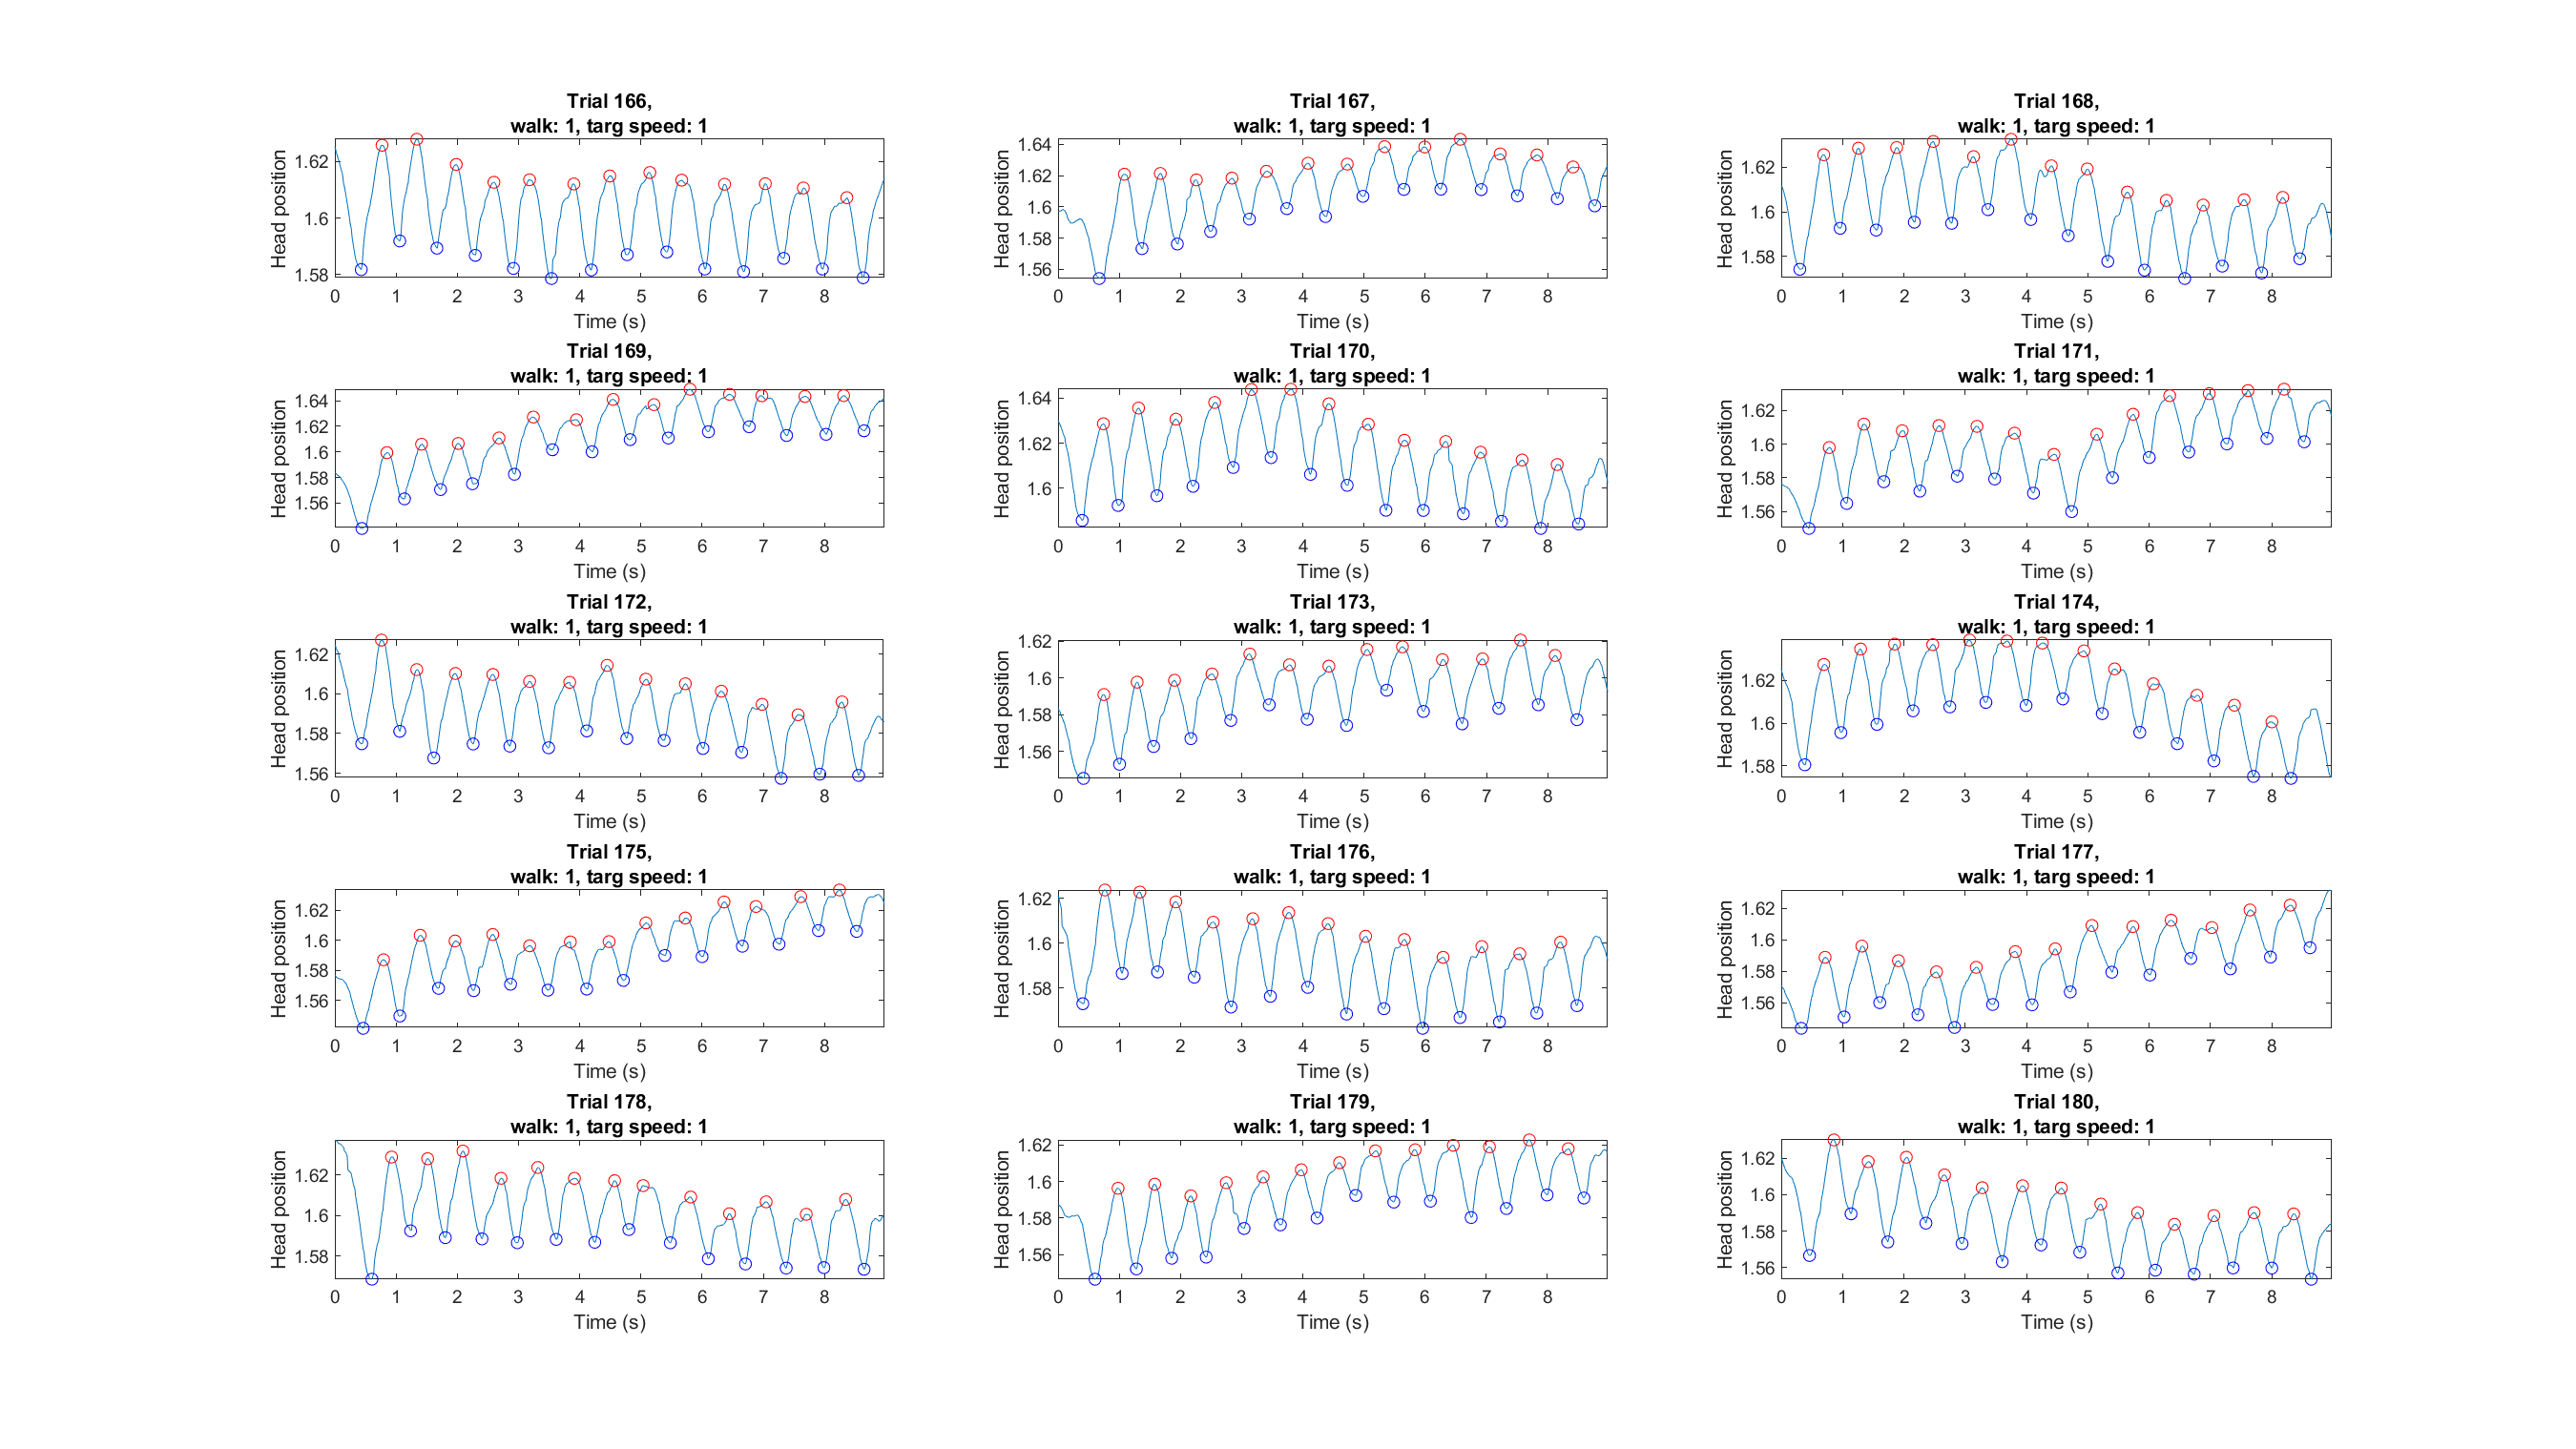 Trial 166,
walk: 1, targ speed: 1
Head position
1.62
1.6
1.58
0 1 2 3 4 5 6 7 8
Time (s)
Trial 167,
walk: 1, targ speed: 1
Head position
1.64
1.62
1.6
1.58
1.56
0 1 2 3 4 5 6 7 8
Time (s)
Trial 168,
walk: 1, targ speed: 1
Head position
1.62
1.6
1.58
0 1 2 3 4 5 6 7 8
Time (s)
Trial 169,
walk: 1, targ speed: 1
Head position
1.64
1.62
1.6
1.58
1.56
0 1 2 3 4 5 6 7 8
Time (s)
Trial 170,
walk: 1, targ speed: 1
Head position
1.64
1.62
1.6
0 1 2 3 4 5 6 7 8
Time (s)
Trial 171,
walk: 1, targ speed: 1
Head position
1.62
1.6
1.58
1.56
0 1 2 3 4 5 6 7 8
Time (s)
Trial 172,
walk: 1, targ speed: 1
Head position
1.62
1.6
1.58
1.56
0 1 2 3 4 5 6 7 8
Time (s)
Trial 173,
walk: 1, targ speed: 1
Head position
1.62
1.6
1.58
1.56
0 1 2 3 4 5 6 7 8
Time (s)
Trial 174,
walk: 1, targ speed: 1
Head position
1.62
1.6
1.58
0 1 2 3 4 5 6 7 8
Time (s)
Trial 175,
walk: 1, targ speed: 1
Head position
1.62
1.6
1.58
1.56
0 1 2 3 4 5 6 7 8
Time (s)
Trial 176,
walk: 1, targ speed: 1
Head position
1.62
1.6
1.58
0 1 2 3 4 5 6 7 8
Time (s)
Trial 177,
walk: 1, targ speed: 1
Head position
1.62
1.6
1.58
1.56
0 1 2 3 4 5 6 7 8
Time (s)
Trial 178,
walk: 1, targ speed: 1
Head position
1.62
1.6
1.58
0 1 2 3 4 5 6 7 8
Time (s)
Trial 179,
walk: 1, targ speed: 1
Head position
1.62
1.6
1.58
1.56
0 1 2 3 4 5 6 7 8
Time (s)
Trial 180,
walk: 1, targ speed: 1
Head position
1.62
1.6
1.58
1.56
0 1 2 3 4 5 6 7 8
Time (s)